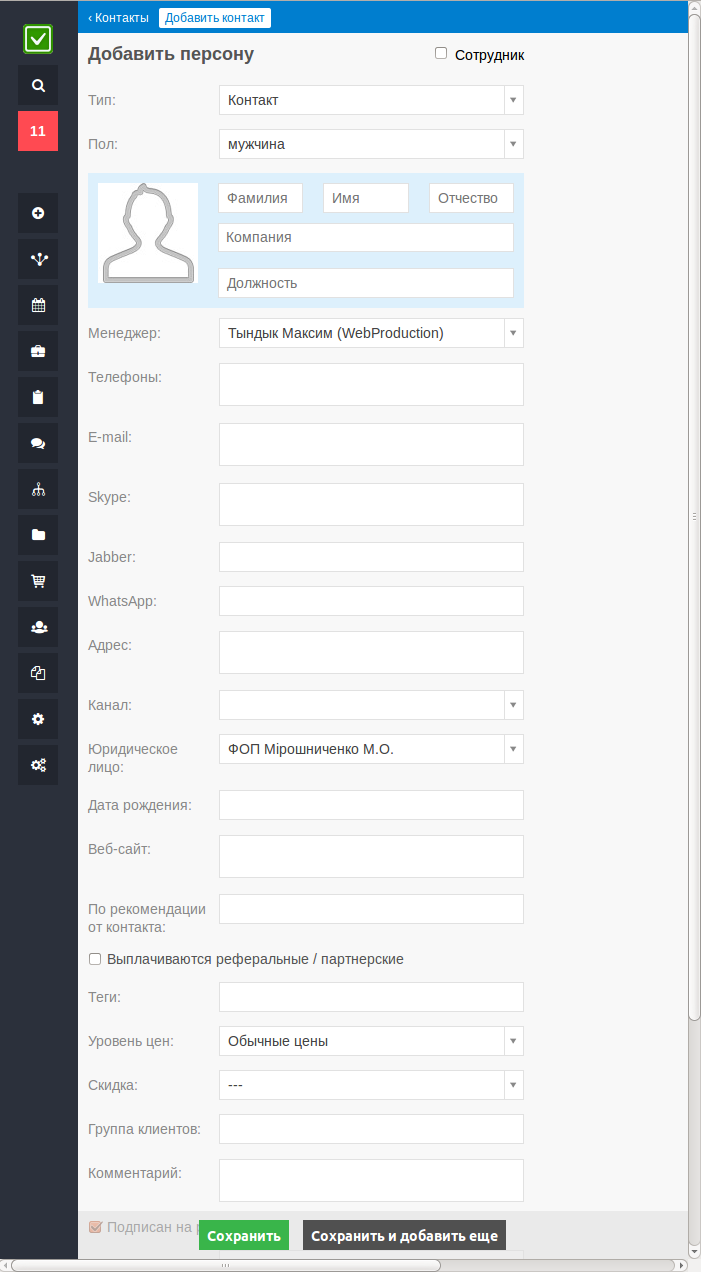 ‹ Контакты Добавить контакт
Добавить персону
Сотрудник
11
Тип: Контакт
Пол: мужчина
Фамилия Имя Отчество
Компания
Должность
Менеджер: Тындык Максим (WebProduction)
Телефоны:
E-mail:
Skype:
Jabber:
WhatsApp:
Адрес:
Канал:
Юридическое
лицо: ФОП Мірошниченко М.О.
Дата рождения:
Веб-сайт:
По рекомендации
от контакта:
Выплачиваются реферальные / партнерские
Теги:
Уровень цен: Обычные цены
Скидка: ---
Группа клиентов:
Комментарий:
Подписан на
Сохранить Сохранить и добавить еще